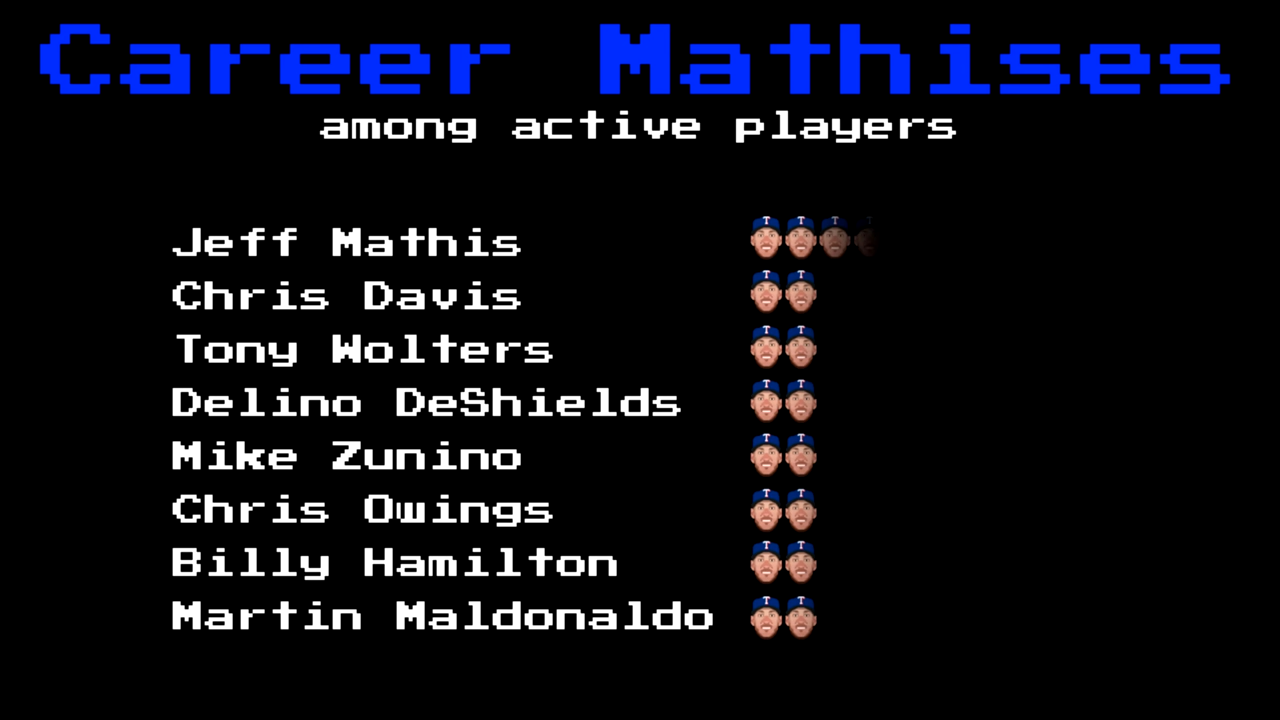 Career Mathises
among active players
Jeff Mathis
Chris Davis
Tony Wolters
Delino DeShields
Mike Zunino
Chris Owings
Billy Hamilton
Martin Maldonaldo